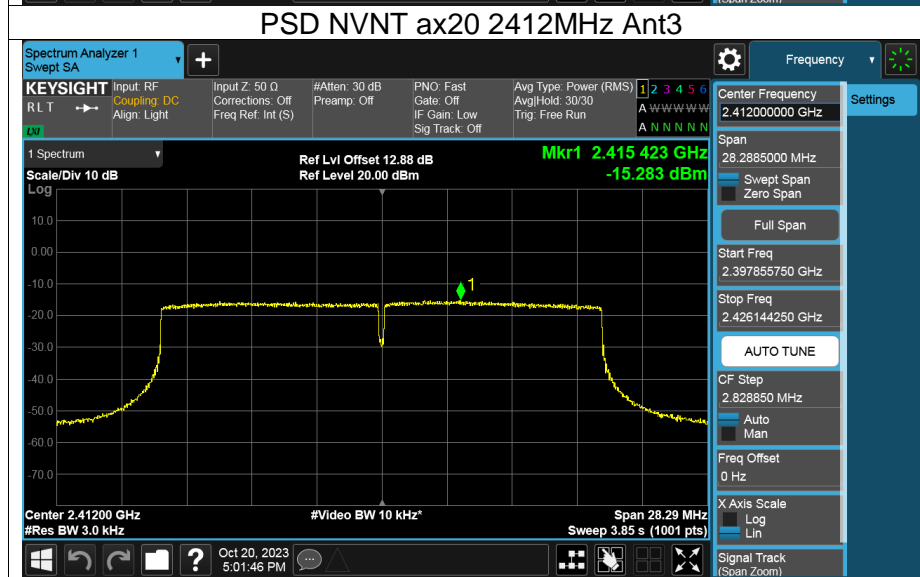 (Span Zoom)
PSD NVNT ax20 2412MHz Ant3
Spectrum Analyzer 1
Swept SA
+
Frequency
KEYSIGHT
RLT
LXI
Input: RF
Coupling: DC
Align: Light
Input Z: 50 Ω
Corrections: Off
Freq Ref: Int (S)
#Atten: 30 dB
Preamp: Off
PNO: Fast
Gate: Off
IF Gain: Low
Sig Track: Off
Avg Type: Power (RMS)
Avg|Hold: 30/30
Trig: Free Run
1 2 3 4 5 6
A W W W W W
A N N N N N
1 Spectrum
Scale/Div 10 dB
Log
Ref Lvl Offset 12.88 dB
Ref Level 20.00 dBm
Mkr1 2.415 423 GHz
-15.283 dBm
10.0
0.00
-10.0
-20.0
-30.0
-40.0
-50.0
-60.0
-70.0
1
Center 2.41200 GHz
#Res BW 3.0 kHz
#Video BW 10 kHz*
Span 28.29 MHz
Sweep 3.85 s (1001 pts)
Center Frequency
2.412000000 GHz
Settings
Span
28.2885000 MHz
Swept Span
Zero Span
Full Span
Start Freq
2.397855750 GHz
Stop Freq
2.426144250 GHz
AUTO TUNE
CF Step
2.828850 MHz
Auto
Man
Freq Offset
0 Hz
X Axis Scale
Log
Lin
Signal Track
(Span Zoom)
?
Oct 20, 2023
5:01:46 PM